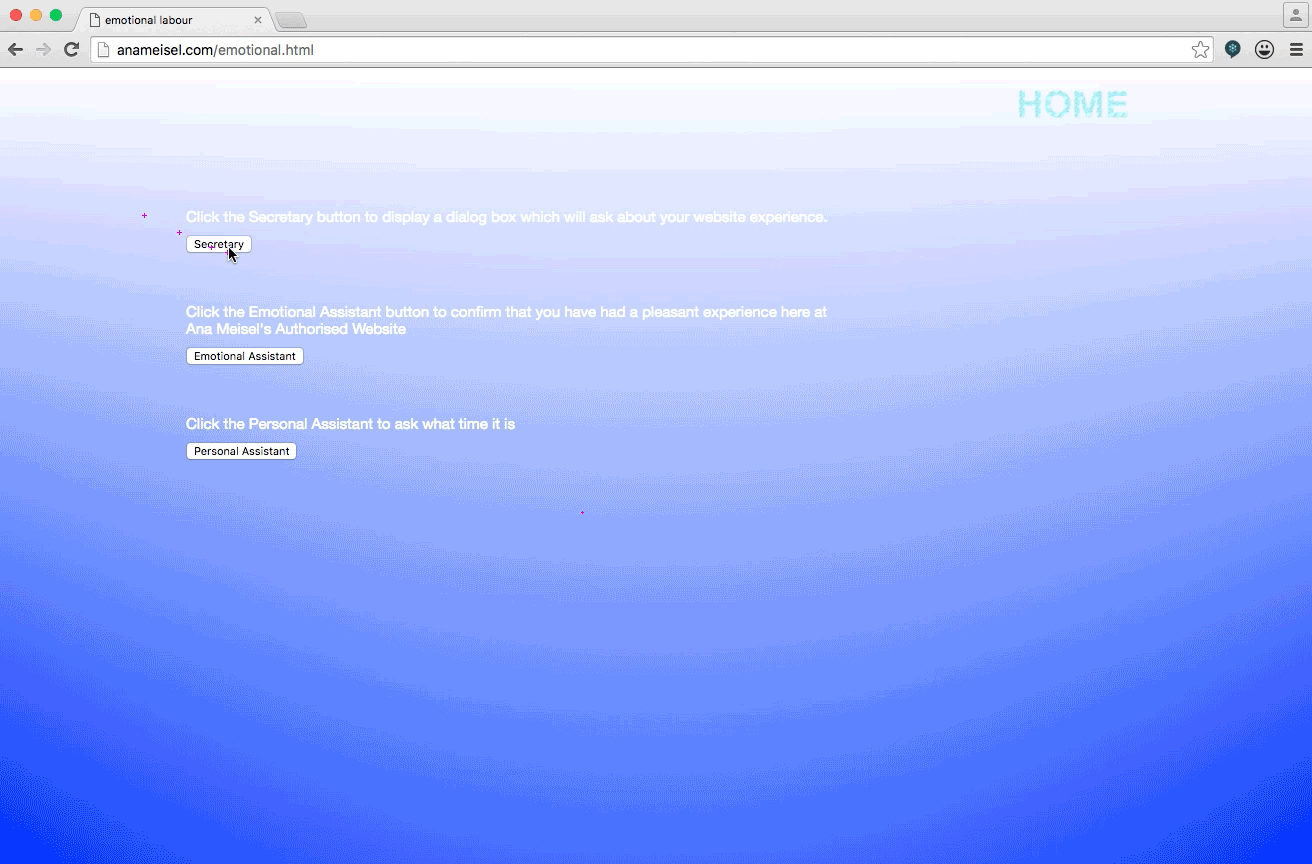 emotional labour
anameisel.com/emotional.html
HOME
Click the Secretary button to display a dialog box which will ask about your website experience.
Secretary
Click the Emotional Assistant button to confirm that you have had a pleasant experience here at
Ana Meisel's Authorised Website
Emotional Assistant
Click the Personal Assistant to ask what time it is
Personal Assistant